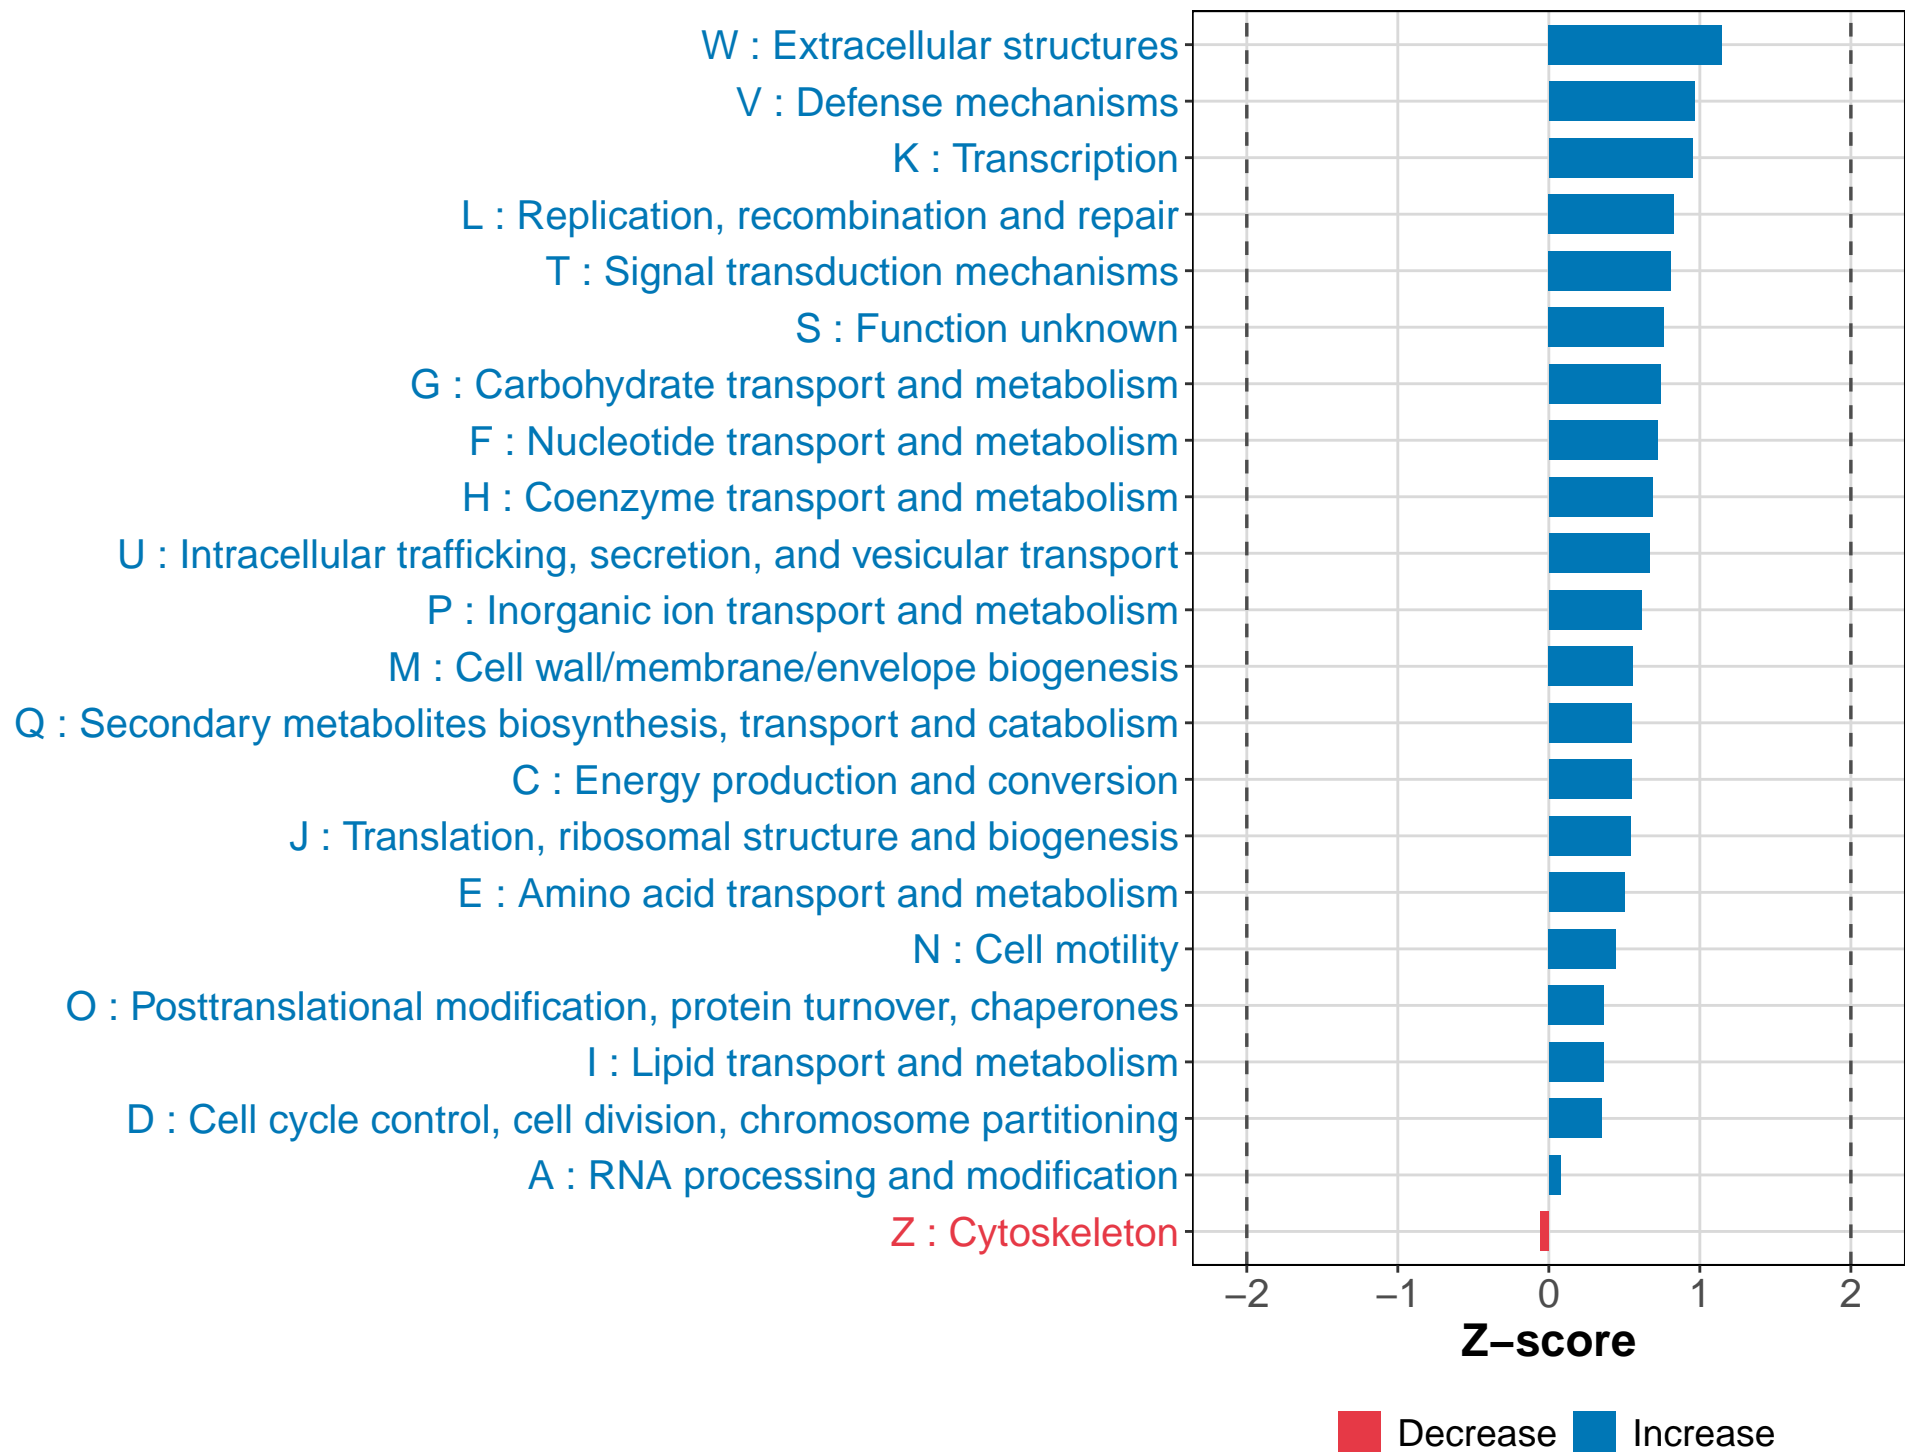 W : Extracellular structures
V : Defense mechanisms
K : Transcription
L : Replication, recombination and repair
T : Signal transduction mechanisms
S : Function unknown
G : Carbohydrate transport and metabolism
F : Nucleotide transport and metabolism
H : Coenzyme transport and metabolism
U : Intracellular trafficking, secretion, and vesicular transport
P : Inorganic ion transport and metabolism
M : Cell wall/membrane/envelope biogenesis
Q : Secondary metabolites biosynthesis, transport and catabolism
C : Energy production and conversion
J : Translation, ribosomal structure and biogenesis
E : Amino acid transport and metabolism
N : Cell motility
O : Posttranslational modification, protein turnover, chaperones
I : Lipid transport and metabolism
D : Cell cycle control, cell division, chromosome partitioning
A : RNA processing and modification
Z : Cytoskeleton
−2 −1 0 1 2
Z−score
Decrease Increase